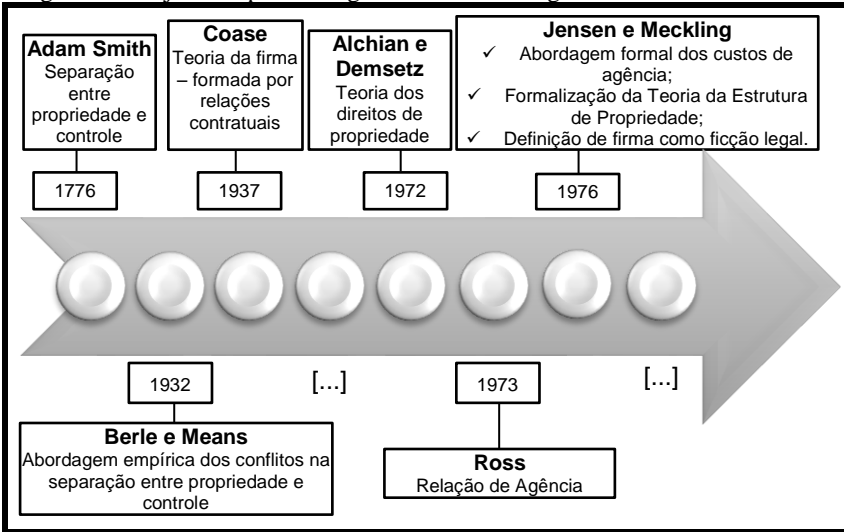 Adam Smith
Separação
entre
propriedade e
controle
Coase
Teoria da firma
– formada por
relações
contratuais
Alchian e
Demsetz
Teoria dos
direitos de
propriedade
Jensen e Meckling
✓ Abordagem formal dos custos de
agência;
✓ Formalização da Teoria da Estrutura
de Propriedade;
✓ Definição de firma como ficção legal.
1776
1937
1972
1976
1932
[...]
1973
[...]
Berle e Means
Abordagem empírica dos conflitos na
separação entre propriedade e
controle
Ross
Relação de Agência